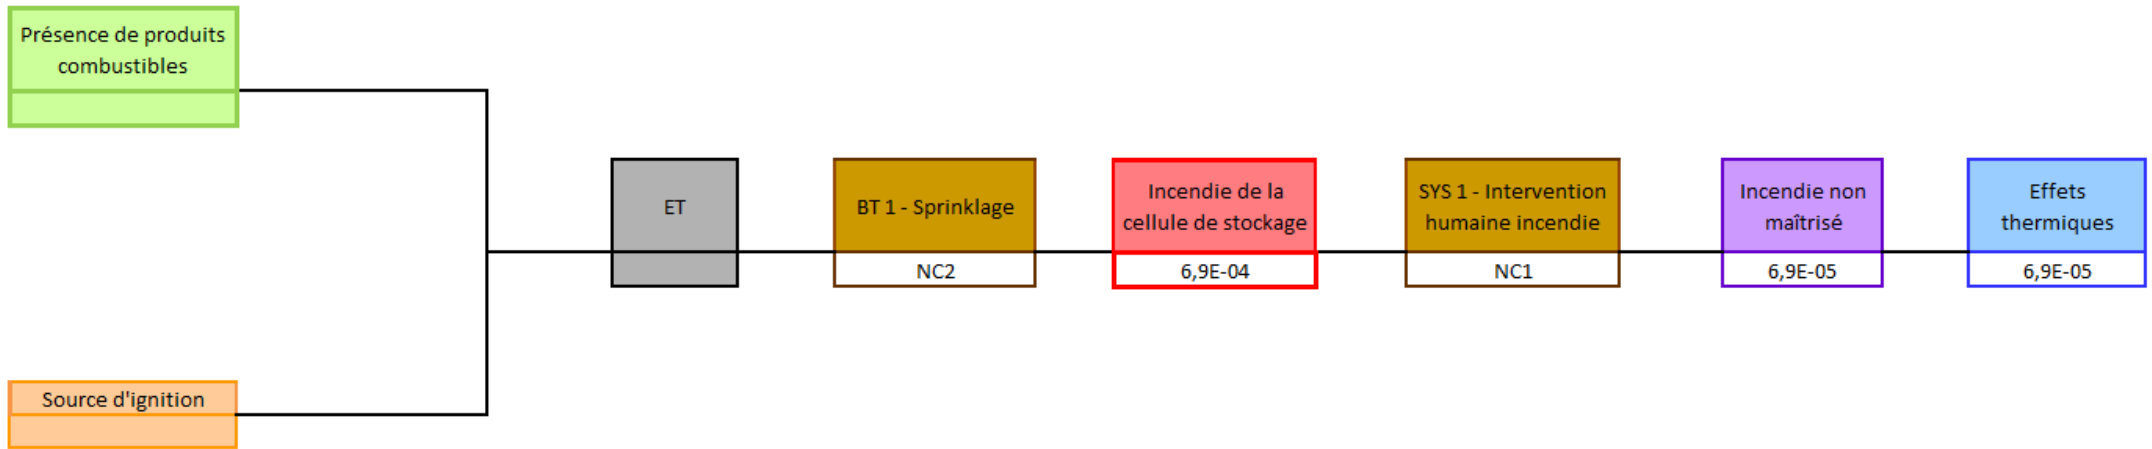 Présence de produits
combustibles
Source d'ignition
ET
BT 1 - Sprinklage
NC2
Incendie de la
cellule de stockage
6,9E-04
SYS 1 - Intervention
humaine incendie
NC1
Incendie non
maîtrisé
6,9E-05
Effets
thermiques
6,9E-05